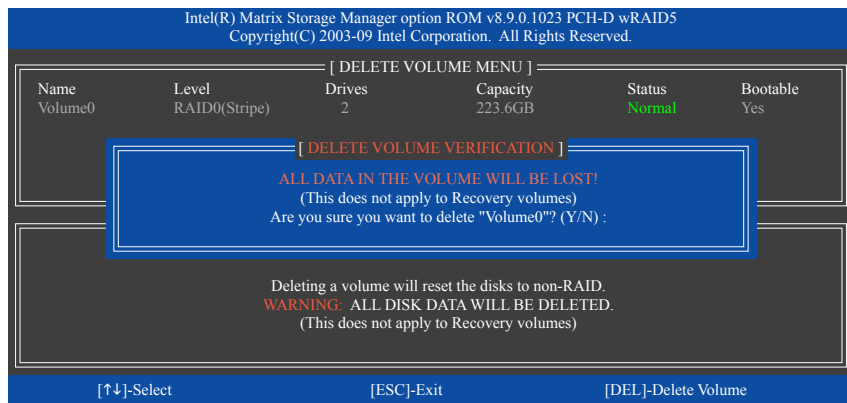 Intel(R) Matrix Storage Manager option ROM v8.9.0.1023 PCH-D wRAID5
Copyright(C) 2003-09 Intel Corporation. All Rights Reserved.
[ DELETE VOLUME MENU ]
Name Level Drives Capacity Status Bootable
Volume0 RAID0(Stripe) 2 223.6GB Normal Yes
[ DELETE VOLUME VERIFICATION ]
ALL DATA IN THE VOLUME WILL BE LOST!
(This does not apply to Recovery volumes)
Are you sure you want to delete "Volume0"? (Y/N) :
Deleting a volume will reset the disks to non-RAID.
WARNING: ALL DISK DATA WILL BE DELETED.
(This does not apply to Recovery volumes)
[↑↓]-Select [ESC]-Exit [DEL]-Delete Volume